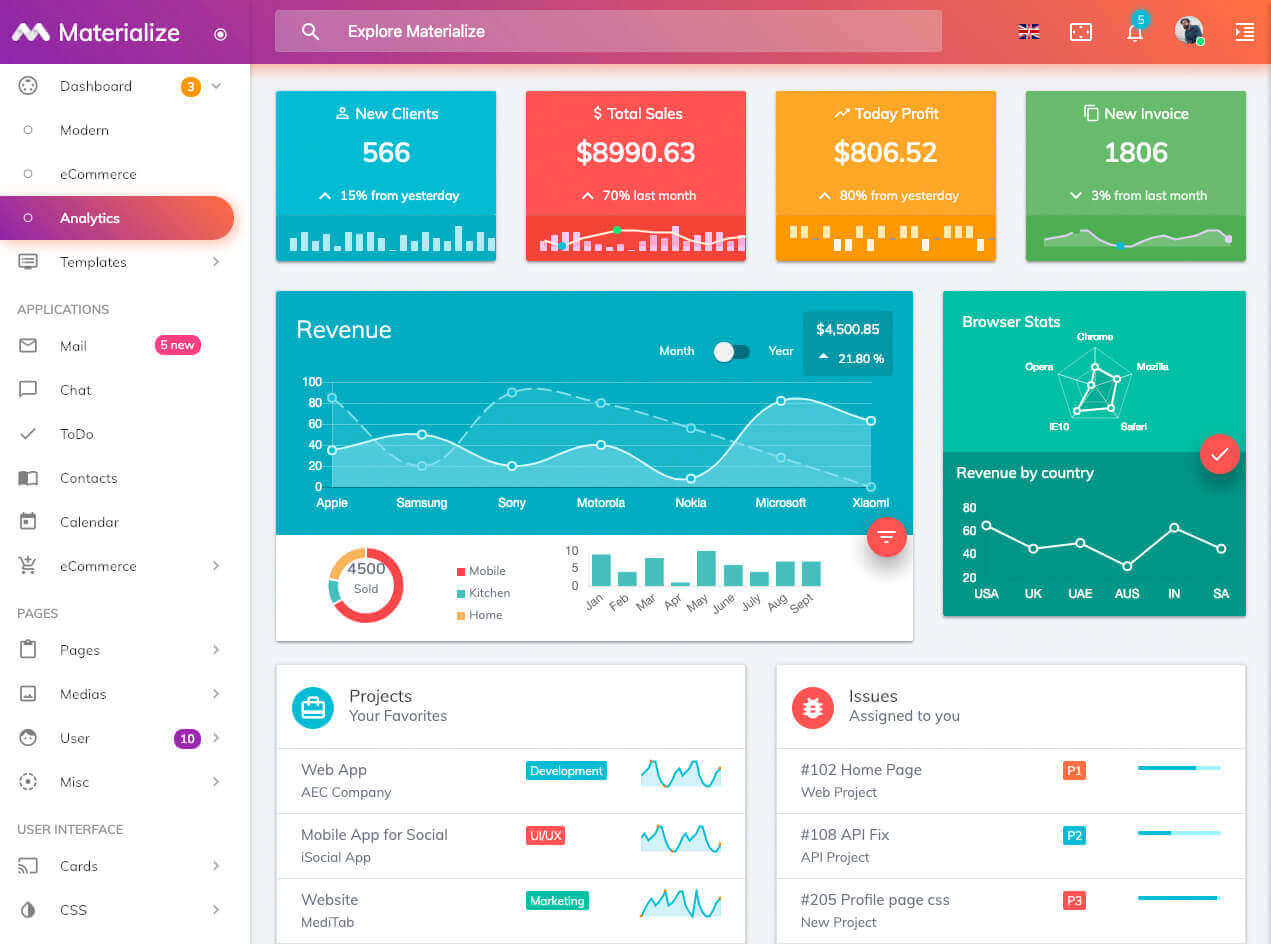 Materialize
Explore Materialize
5
Dashboard 3
Modern
eCommerce
Analytics
Templates
APPLICATIONS
Mail 5 new
Chat
ToDo
Contacts
Calendar
eCommerce
PAGES
Pages
Medias
User 10
Misc
USER INTERFACE
Cards
CSS
New Clients
566
15% from yesterday
$ Total Sales
$8990.63
70% last month
Today Profit
$806.52
80% from yesterday
New Invoice
1806
3% from last month
Revenue
Month Year
$4,500.85
21.80 %
100
80
60
40
20
0
Apple Samsung Sony Motorola Nokia Microsoft Xiaomi
4500
Sold
Mobile
Kitchen
Home
10
5
0
Jan Feb Mar Apr May June July Aug Sept
Browser Stats
Chrome
Opera Mozilla
IE10 Safari
Revenue by country
80
60
40
20
USA UK UAE AUS IN SA
Projects
Your Favorites
Web App Development
AEC Company
Mobile App for Social UI/UX
iSocial App
Website Marketing
MediTab
Issues
Assigned to you
#102 Home Page P1
Web Project
#108 API Fix P2
API Project
#205 Profile page css P3
New Project